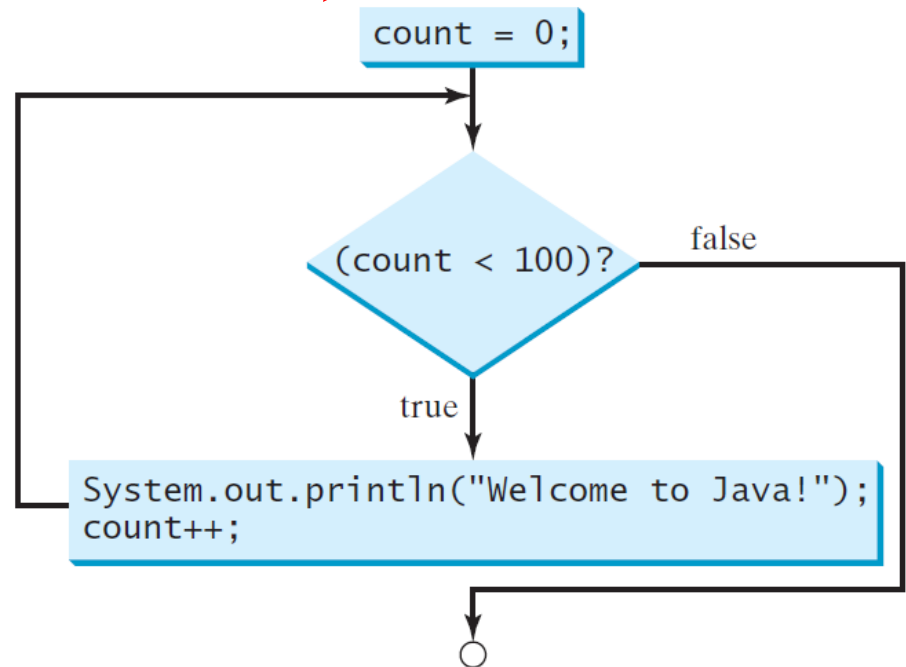 count = 0;
(count < 100)?
false
true
System.out.println("Welcome to Java!");
count++;